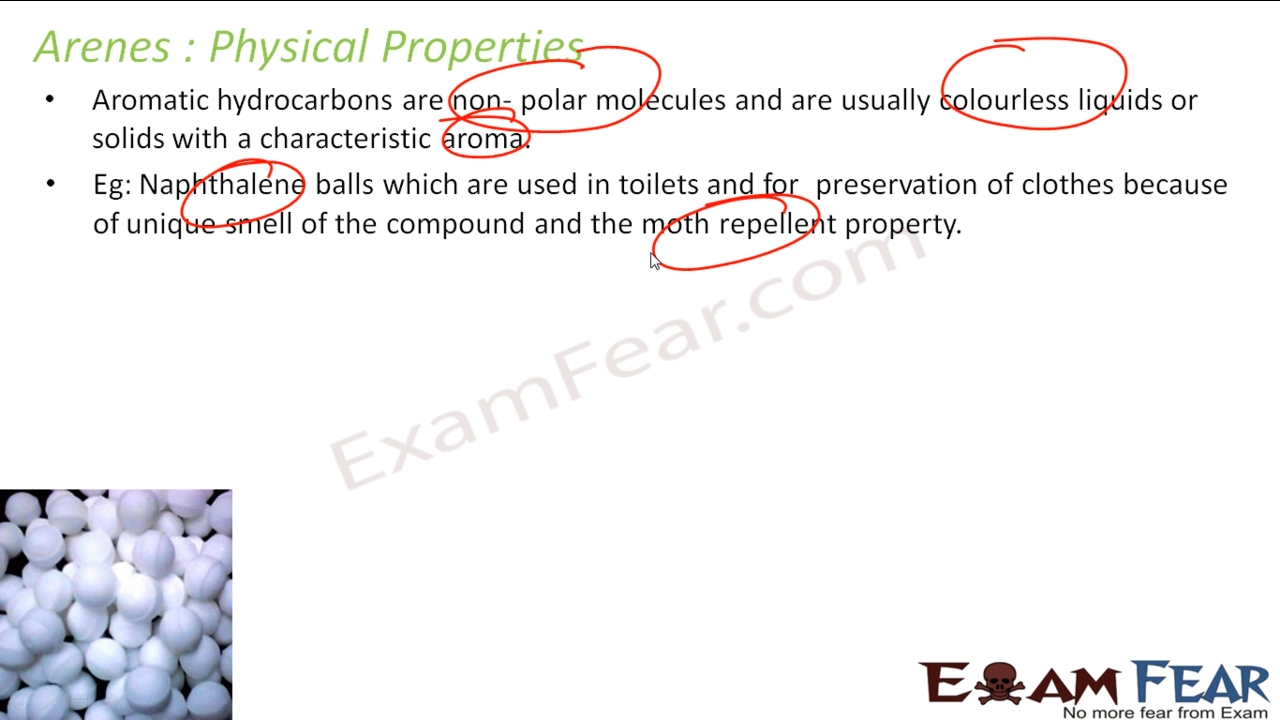 Arenes : Physical Properties
• Aromatic hydrocarbons are non- polar molecules and are usually colourless liquids or
solids with a characteristic aroma.
• Eg: Naphthalene balls which are used in toilets and for preservation of clothes because
of unique smell of the compound and the moth repellent property.
ExamFear.com
EXAM FEAR
No more fear from Exam